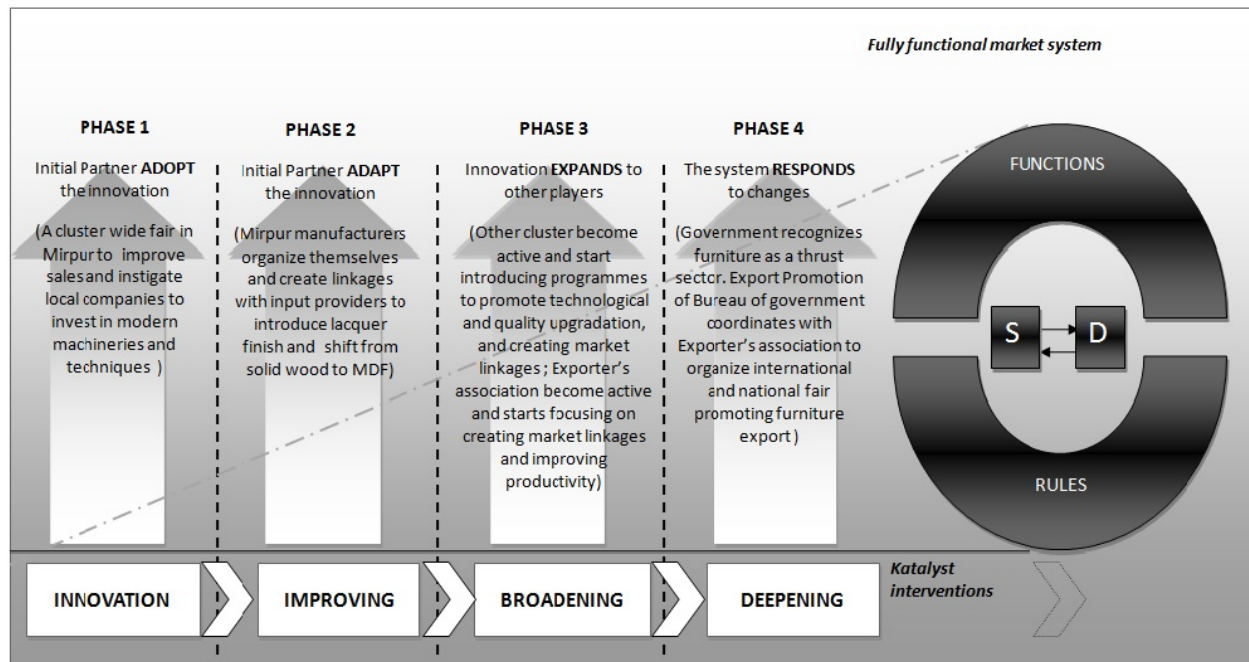 Fully functional market system
PHASE 1
Initial Partner ADOPT
the innovation
(A cluster wide fair in
Mirpur to improve
sales and instigate
local companies to
invest in modern
machineries and
techniques )
PHASE 2
Initial Partner ADAPT
the innovation
(Mirpur manufacturers
organize themselves
and create linkages
with input providers to
introduce lacquer
finish and shift from
solid wood to MDF)
PHASE 3
Innovation EXPANDS to
other players
(Other cluster become
active and start
introducing programmes
to promote technological
and quality upgradation,
and creating market
linkages ; Exporter's
association become active
and starts focusing on
creating market linkages
and improving
productivity)
PHASE 4
The system RESPONDS
to changes
(Government recognizes
furniture as a thrust
sector. Export Promotion
of Bureau of government
coordinates with
Exporter's association to
organize international
and national fair
promoting furniture
export )
FUNCTIONS
S
D
RULES
INNOVATION
IMPROVING
BROADENING
DEEPENING
Katalyst
interventions